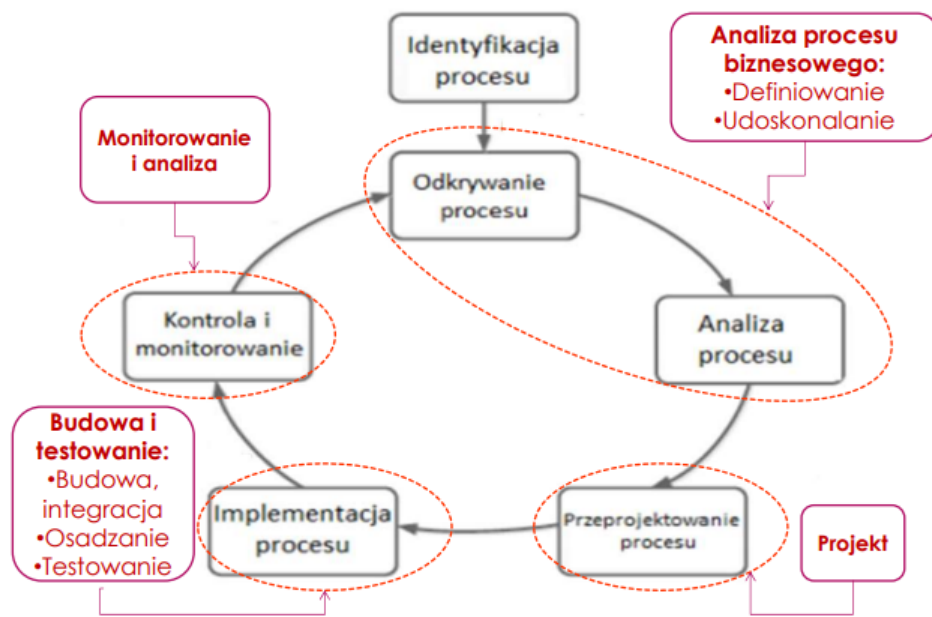 Identyfikacja
procesu
Analiza procesu
biznesowego:
•Definiowanie
•Udoskonalanie
Monitorowanie
i analiza
Odkrywanie
procesu
Kontrola i
monitorowanie
Analiza
procesu
Budowa i
testowanie:
•Budowa,
integracja
•Osadzanie
•Testowanie
Implementacja
procesu
Przeprojektowanie
procesu
Projekt